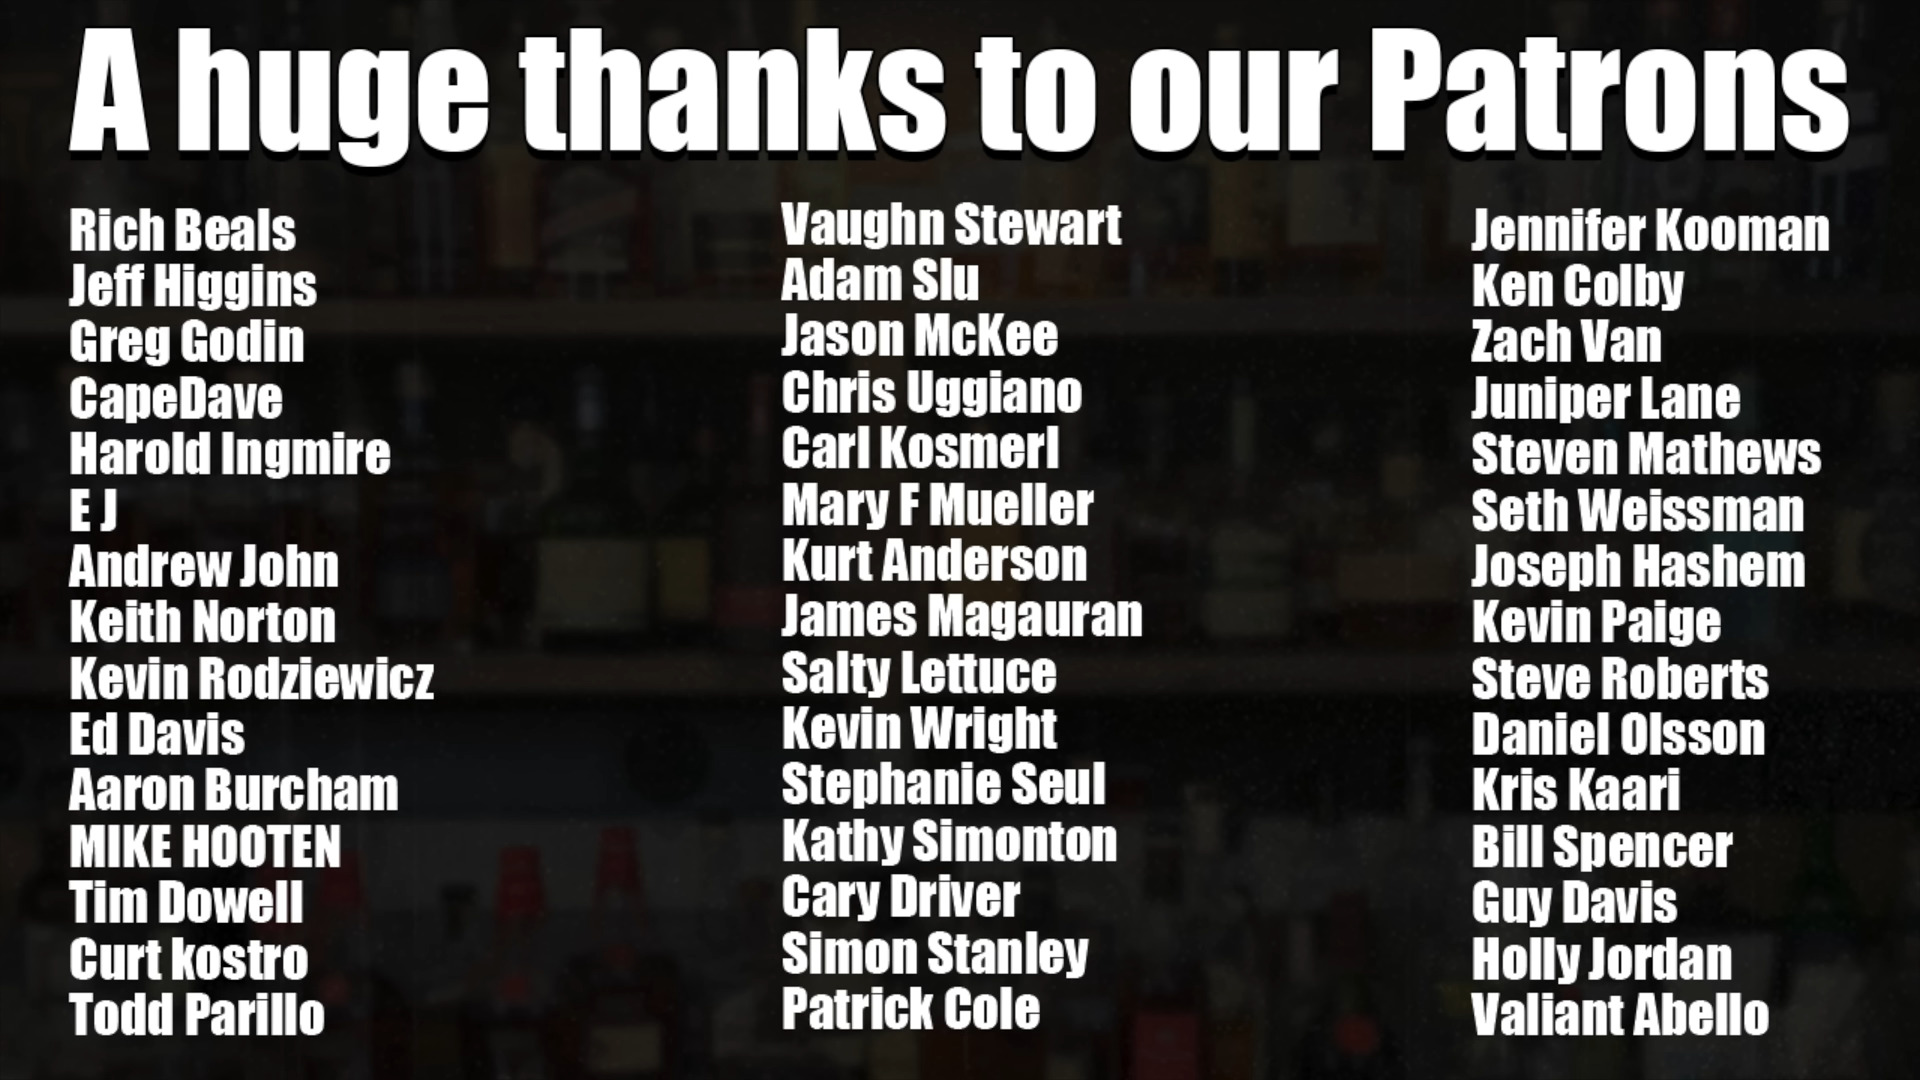 A huge thanks to our Patrons
Rich Beals
Jeff Higgins
Greg Godin
CapeDave
Harold Ingmire
E J
Andrew John
Keith Norton
Kevin Rodziewicz
Ed Davis
Aaron Burcham
MIKE HOOTEN
Tim Dowell
Curt kostro
Todd Parillo
Vaughn Stewart
Adam Slu
Jason McKee
Chris Uggiano
Carl Kosmerl
Mary F Mueller
Kurt Anderson
James Magauran
Salty Lettuce
Kevin Wright
Stephanie Seul
Kathy Simonton
Cary Driver
Simon Stanley
Patrick Cole
Jennifer Kooman
Ken Colby
Zach Van
Juniper Lane
Steven Mathews
Seth Weissman
Joseph Hashem
Kevin Paige
Steve Roberts
Daniel Olsson
Kris Kaari
Bill Spencer
Guy Davis
Holly Jordan
Valiant Abello